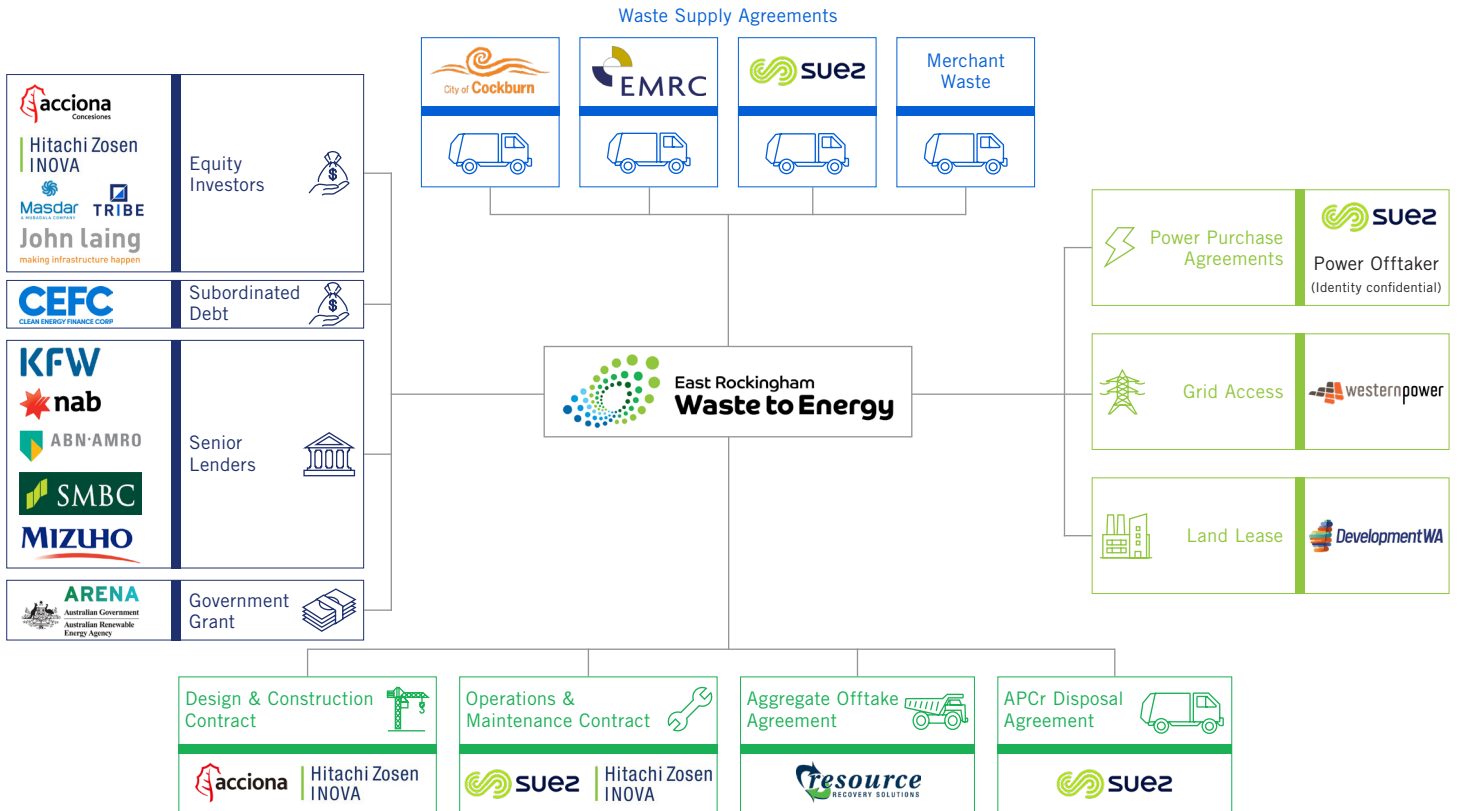 Waste Supply Agreements
City of Cockburn
EMRC
suez
Merchant
Waste
acciona
Concesiones
Hitachi Zosen
INOVA
Masdar
A MUBADALA COMPANY
TRIBE
John laing
making infrastructure happen
Equity
Investors
$
CEFC
CLEAN ENERGY FINANCE CORP
Subordinated
Debt
$
KFW
nab
ABN·AMRO
SMBC
MIZUHO
Senior
Lenders
ARENA
Australian Government
Australian Renewable
Energy Agency
Government
Grant
East Rockingham
Waste to Energy
Power Purchase
Agreements
suez
Power Offtaker
(Identity confidential)
Grid Access
westernpower
Land Lease
DevelopmentWA
Design & Construction
Contract
acciona
Hitachi Zosen
INOVA
Operations &
Maintenance Contract
suez
Hitachi Zosen
INOVA
Aggregate Offtake
Agreement
resource
RECOVERY SOLUTIONS
APCr Disposal
Agreement
suez